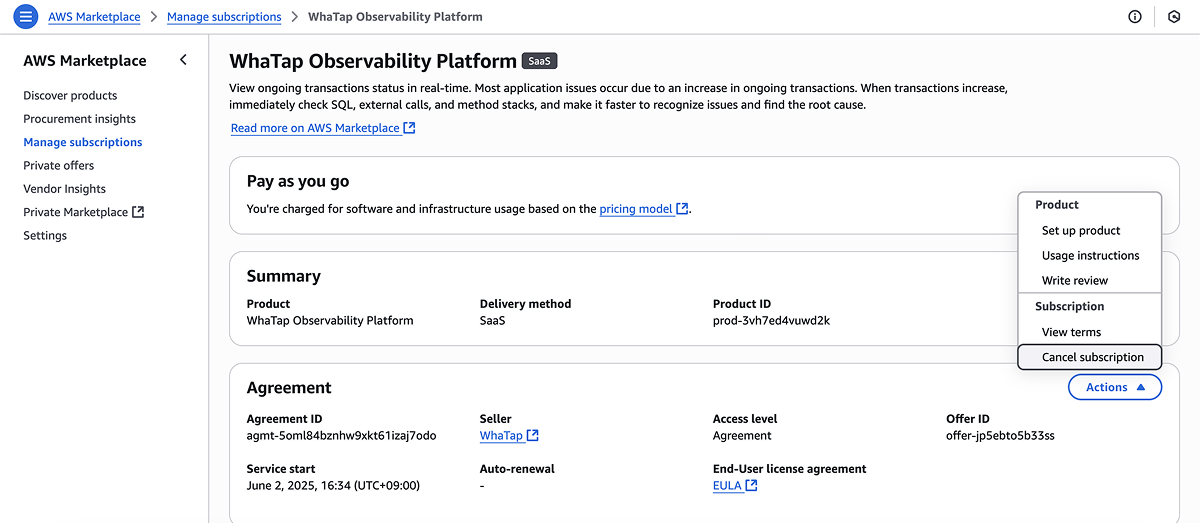 AWS Marketplace > Manage subscriptions > WhaTap Observability Platform
AWS Marketplace
Discover products
Procurement insights
Manage subscriptions
Private offers
Vendor Insights
Private Marketplace
Settings
WhaTap Observability Platform SaaS
View ongoing transactions status in real-time. Most application issues occur due to an increase in ongoing transactions. When transactions increase,
immediately check SQL, external calls, and method stacks, and make it faster to recognize issues and find the root cause.
Read more on AWS Marketplace
Pay as you go
You're charged for software and infrastructure usage based on the pricing model.
Product
Set up product
Usage instructions
Write review
Subscription
View terms
Cancel subscription
Summary
Product Delivery method Product ID
WhaTap Observability Platform SaaS prod-3vh7ed4vuwd2k
Agreement
Actions
Agreement ID Seller Access level Offer ID
agmt-5oml84bznhw9xkt61izaj7odo WhaTap Agreement offer-jp5ebto5b33ss
Service start Auto-renewal End-User license agreement
June 2, 2025, 16:34 (UTC+09:00) - EULA